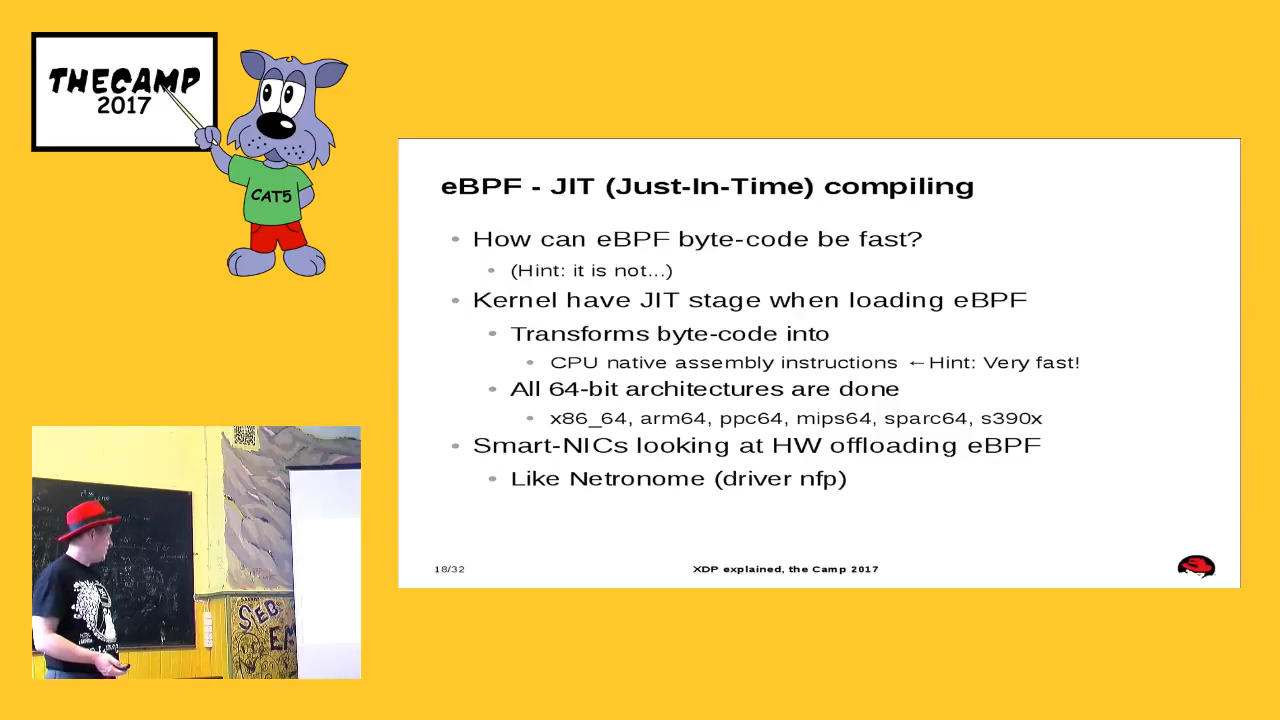 THECAMP
2017
CAT5
eBPF - JIT (Just-In-Time) compiling
How can eBPF byte-code be fast?
(Hint: it is not...)
Kernel have JIT stage when loading eBPF
Transforms byte-code into
CPU native assembly instructions ←Hint: Very fast!
All 64-bit architectures are done
x86_64, arm64, ppc64, mips64, sparc64, s390x
Smart-NICs looking at HW offloading eBPF
Like Netronome (driver nfp)
18/32
XDP explained, the Camp 2017
SEB
EM